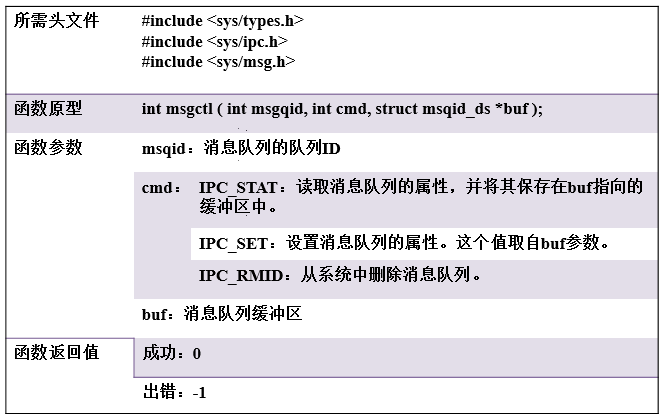 所需头文件
#include <sys/types.h>
#include <sys/ipc.h>
#include <sys/msg.h>
函数原型
int msgctl ( int msgqid, int cmd, struct msqid_ds *buf );
函数参数
msqid：消息队列的队列ID
cmd： IPC_STAT：读取消息队列的属性，并将其保存在buf指向的
缓冲区中。
IPC_SET：设置消息队列的属性。这个值取自buf参数。
IPC_RMID：从系统中删除消息队列。
buf：消息队列缓冲区
函数返回值
成功：0
出错：-1